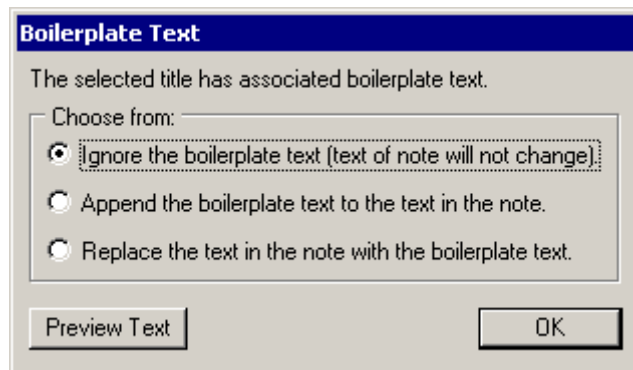 Boilerplate Text
The selected title has associated boilerplate text.
Choose from:
Ignore the boilerplate text (text of note will not change).
Append the boilerplate text to the text in the note.
Replace the text in the note with the boilerplate text.
Preview Text
OK